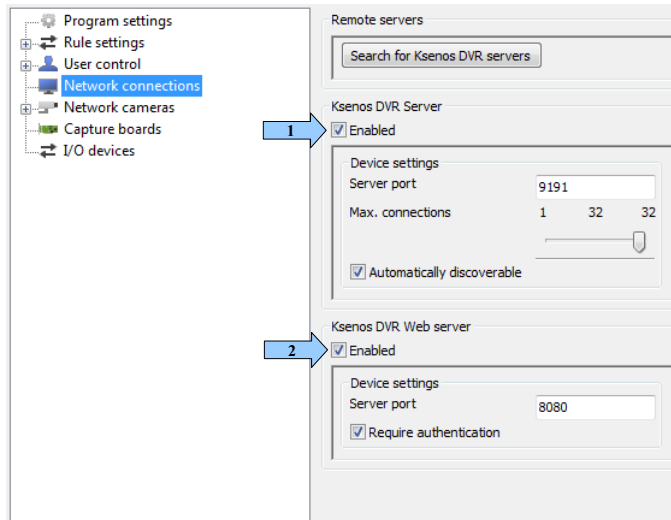 Program settings
Rule settings
User control
Network connections
Network cameras
Capture boards
I/O devices
Remote servers
Search for Ksenos DVR servers
Ksenos DVR Server
1
Enabled
Device settings
Server port 9191
Max. connections 1 32 32
Automatically discoverable
Ksenos DVR Web server
2
Enabled
Device settings
Server port 8080
Require authentication